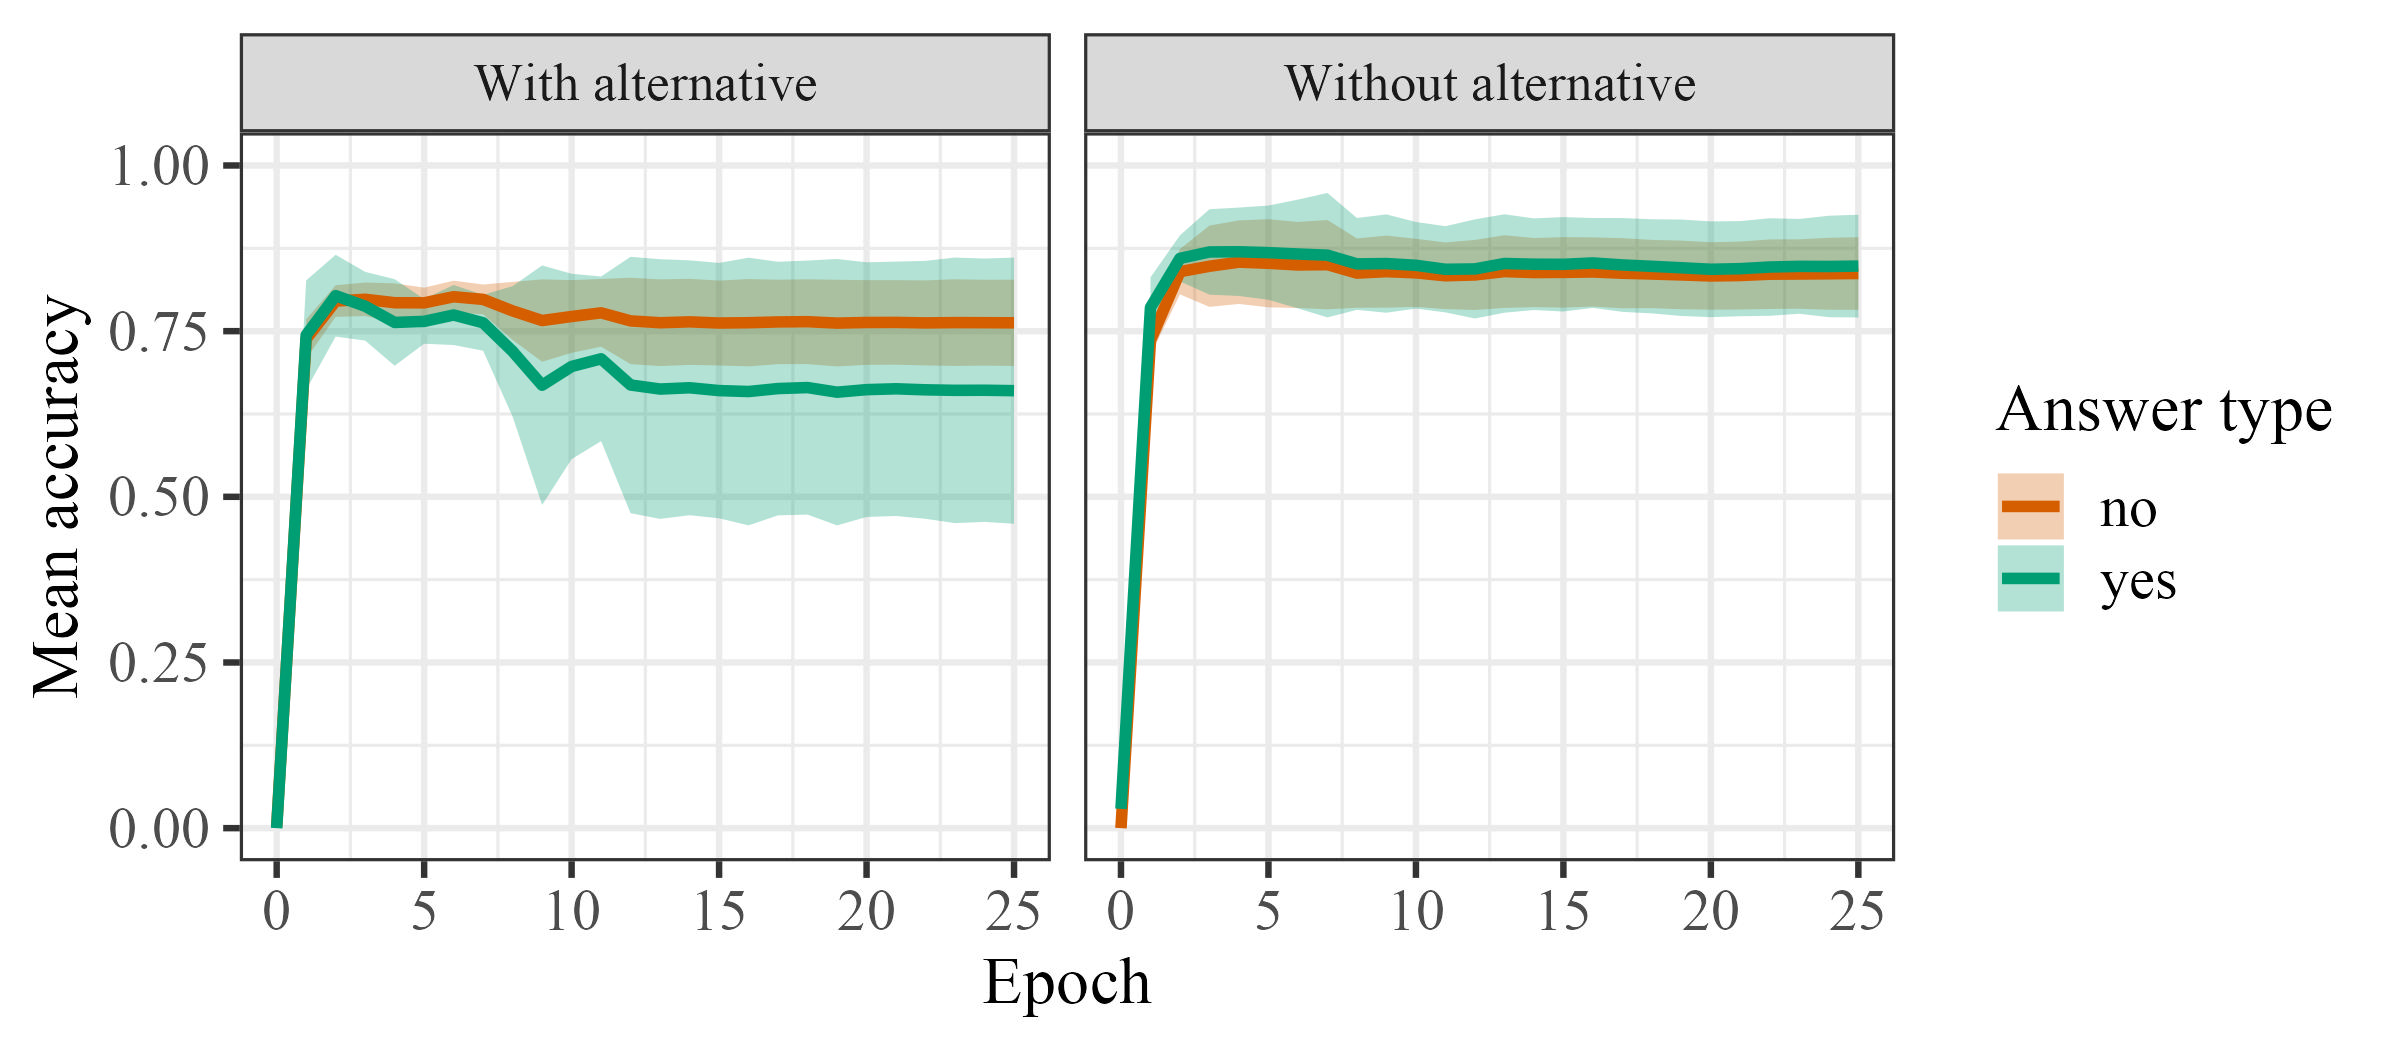 With alternative
Without alternative
1.00
0.75
0.50
0.25
0.00
Mean accuracy
0 5 10 15 20 25
0 5 10 15 20 25
Epoch
Answer type
no
yes